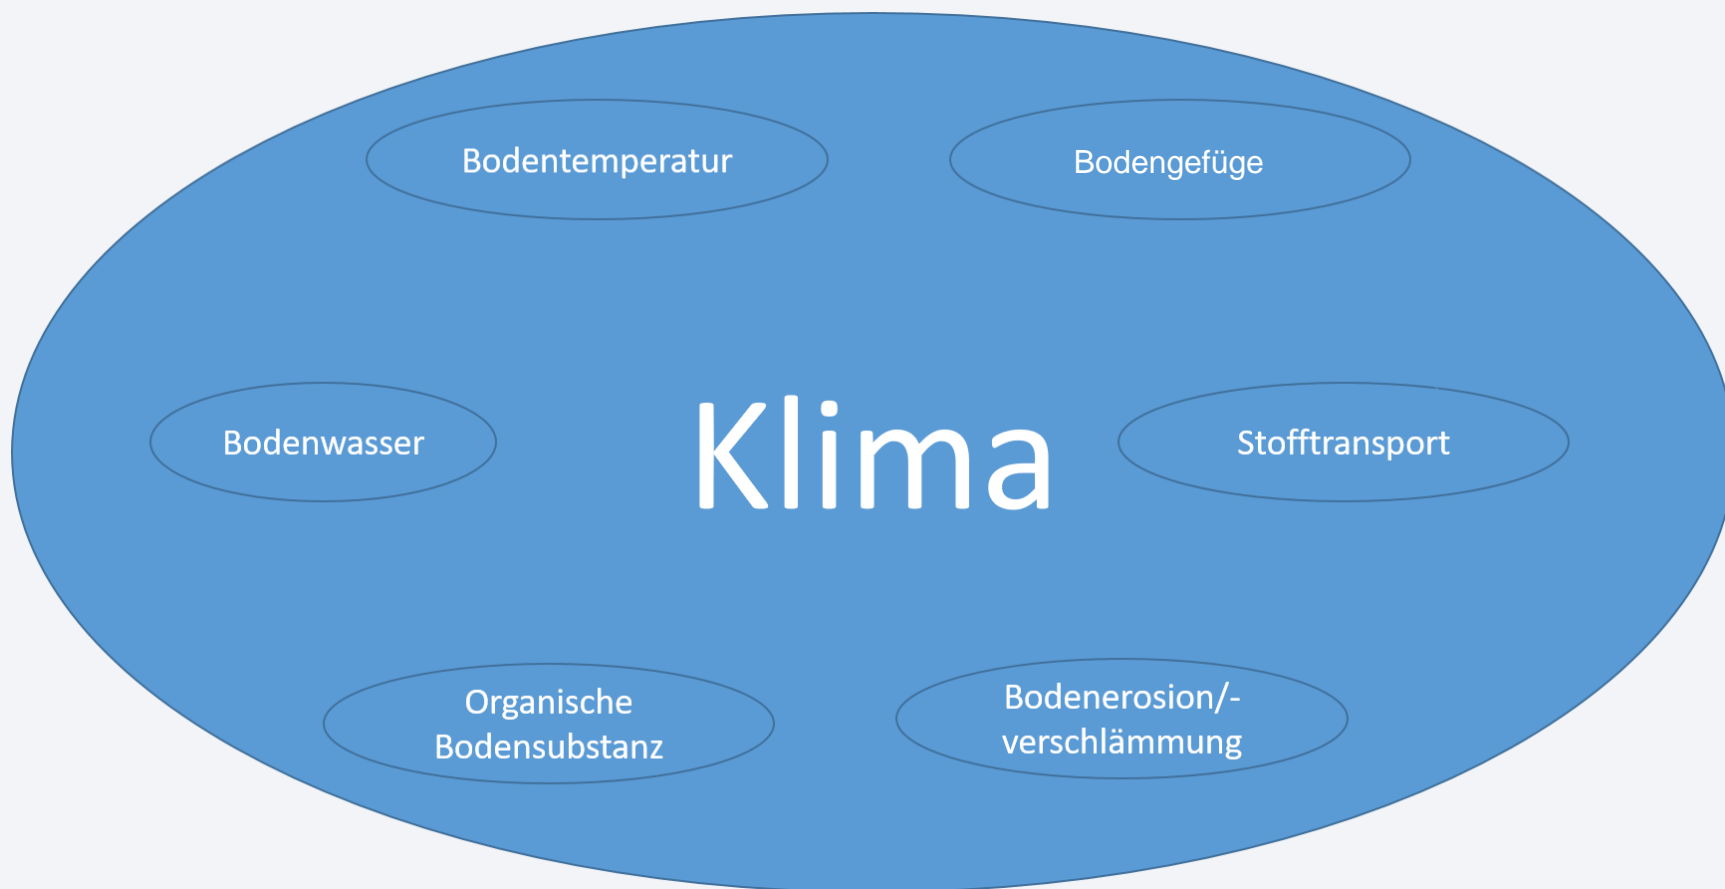 Bodentemperatur
Bodengefüge
Bodenwasser
Klima
Stofftransport
Organische
Bodensubstanz
Bodenerosion/-
verschlämmung